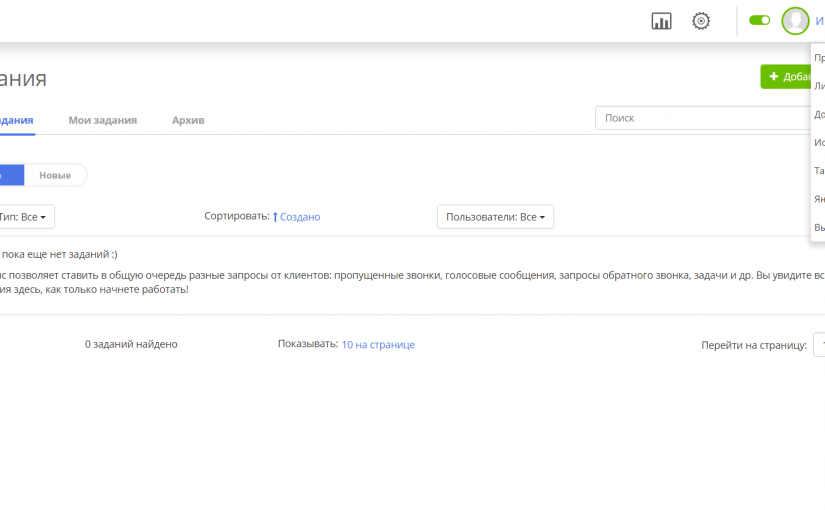 И
Пр
ания
Добав
Ли
адания
Мои задания
Архив
Поиск
До
Ис
Новые
Та
Тип: Все
Сортировать: Создано
Пользователи: Все
Ян
Вы
пока еще нет заданий :)
ис позволяет ставить в общую очередь разные запросы от клиентов: пропущенные звонки, голосовые сообщения, запросы обратного звонка, задачи и др. Вы увидите вс
ия здесь, как только начнете работать!
0 заданий найдено
Показывать: 10 на странице
Перейти на страницу: